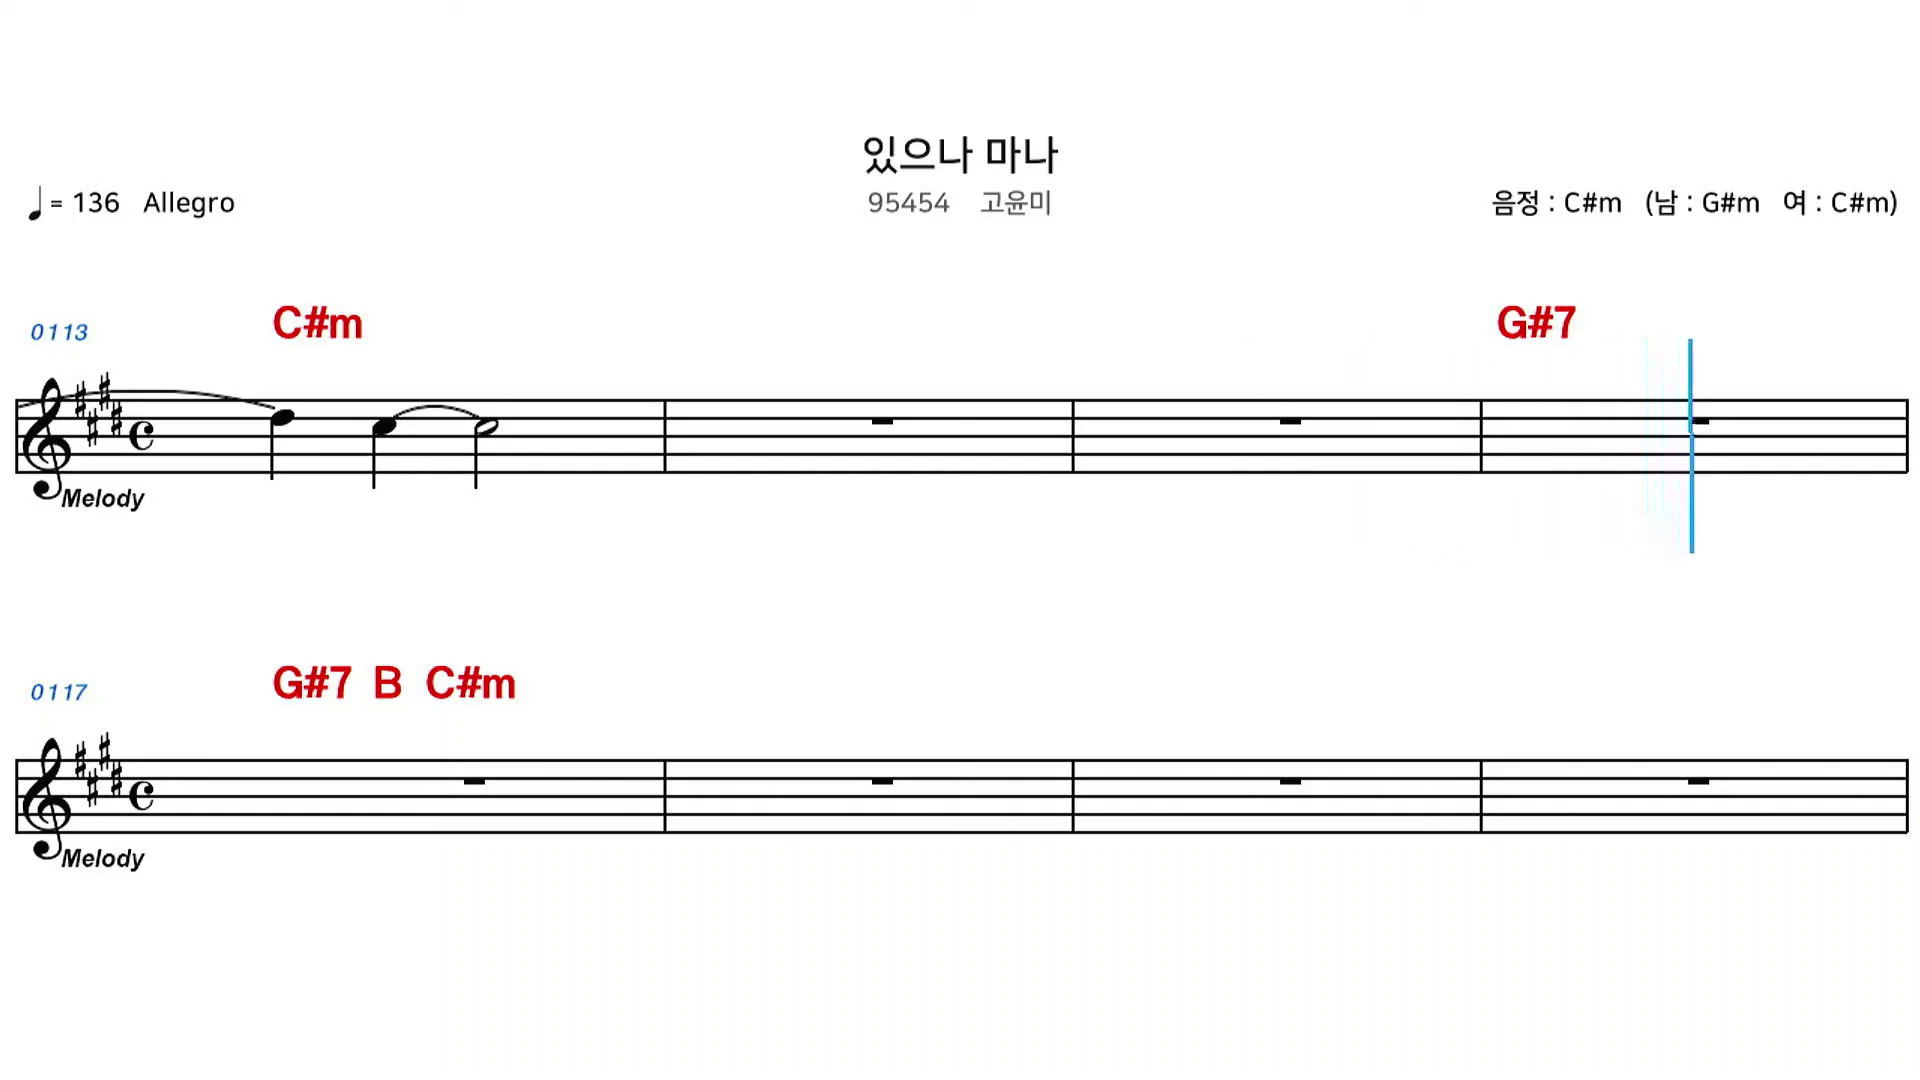 있으나 마나
♩ = 136 Allegro
95454 고윤미
음정 : C#m (남 : G#m 여 : C#m)
0113
C#m
G#7
Melody
0117
G#7 B C#m
Melody